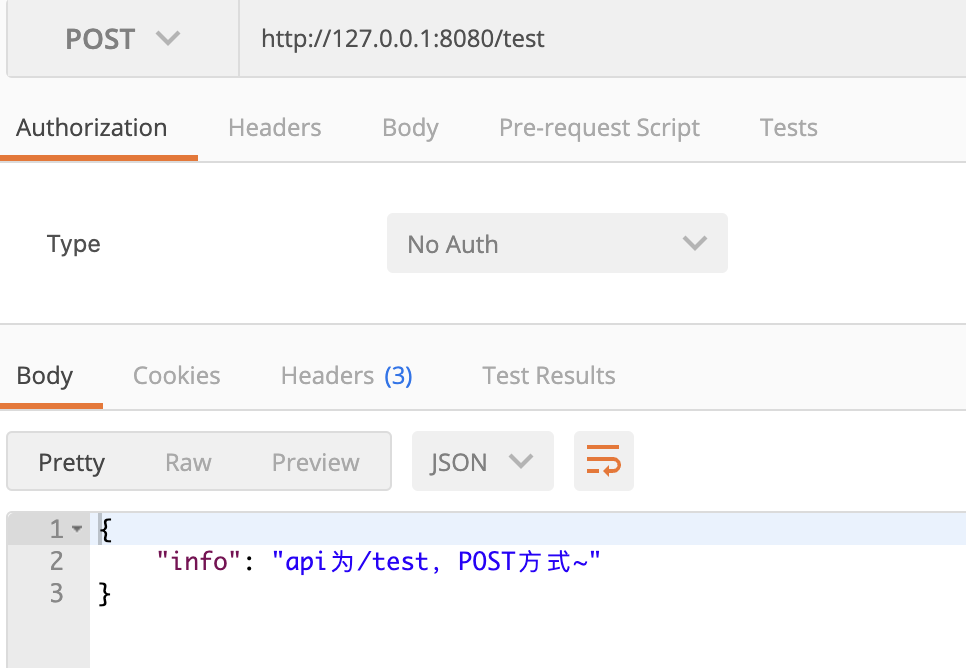 POST http://127.0.0.1:8080/test
Authorization Headers Body Pre-request Script Tests
Type No Auth
Body Cookies Headers (3) Test Results
Pretty Raw Preview JSON
1 {
2 "info": "api为/test, POST方式~"
3 }